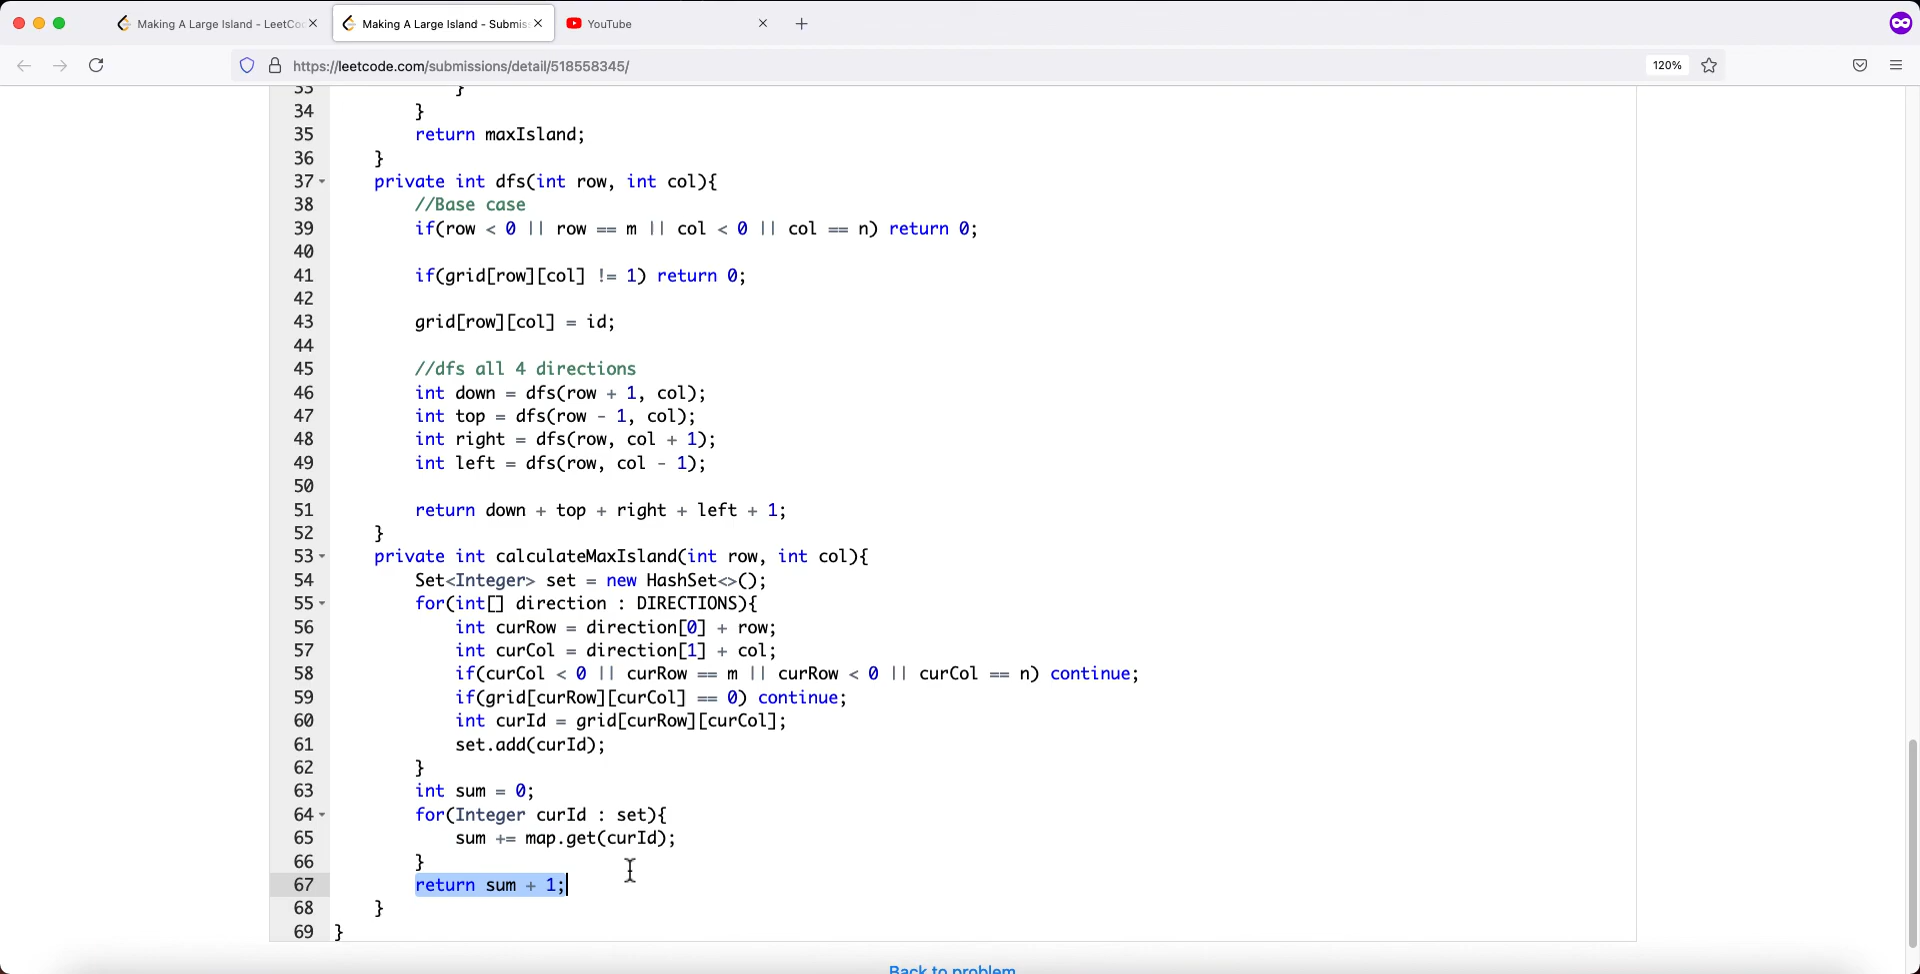 Making A Large Island - LeetCo
Making A Large Island - Submis
YouTube
https://leetcode.com/submissions/detail/518558345/
120%
33 }
34 }
35 return maxIsland;
36 }
37 private int dfs(int row, int col){
38 //Base case
39 if(row < 0 || row == m || col < 0 || col == n) return 0;
40
41 if(grid[row][col] != 1) return 0;
42
43 grid[row][col] = id;
44
45 //dfs all 4 directions
46 int down = dfs(row + 1, col);
47 int top = dfs(row - 1, col);
48 int right = dfs(row, col + 1);
49 int left = dfs(row, col - 1);
50
51 return down + top + right + left + 1;
52 }
53 private int calculateMaxIsland(int row, int col){
54 Set<Integer> set = new HashSet<>();
55 for(int[] direction : DIRECTIONS){
56 int curRow = direction[0] + row;
57 int curCol = direction[1] + col;
58 if(curCol < 0 || curRow == m || curRow < 0 || curCol == n) continue;
59 if(grid[curRow][curCol] == 0) continue;
60 int curId = grid[curRow][curCol];
61 set.add(curId);
62 }
63 int sum = 0;
64 for(Integer curId : set){
65 sum += map.get(curId);
66 }
67 return sum + 1;
68 }
69 }
Back to problem